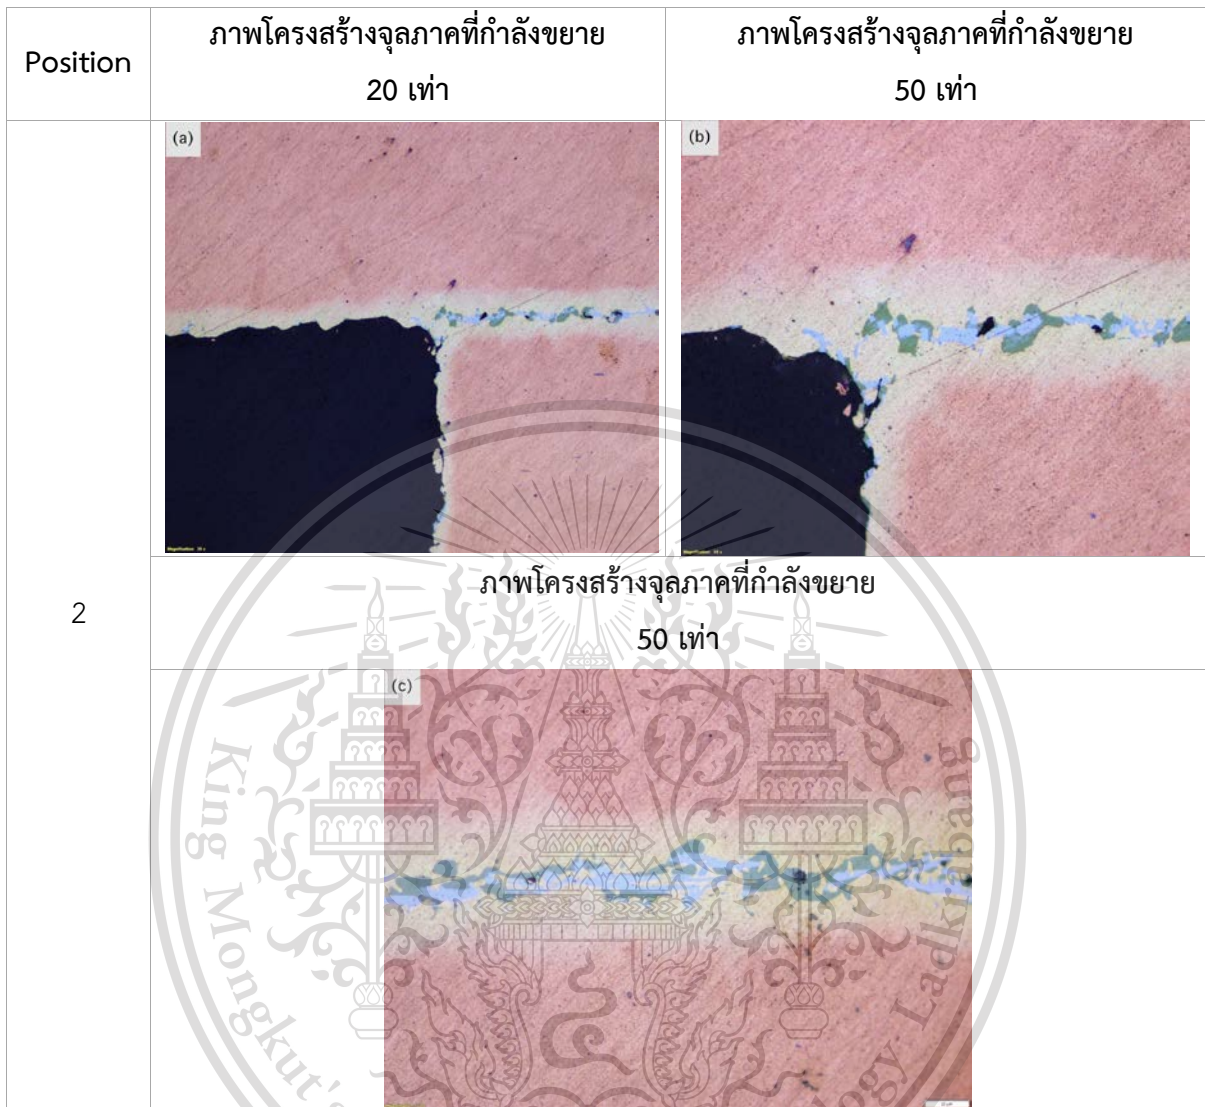 Position
ภาพโครงสร้างจุลภาคที่กำลังขยาย
20 เท่า
ภาพโครงสร้างจุลภาคที่กำลังขยาย
50 เท่า
(a)
(b)
2
ภาพโครงสร้างจุลภาคที่กำลังขยาย
50 เท่า
(c)
King Mongkut's
Ladkrabang